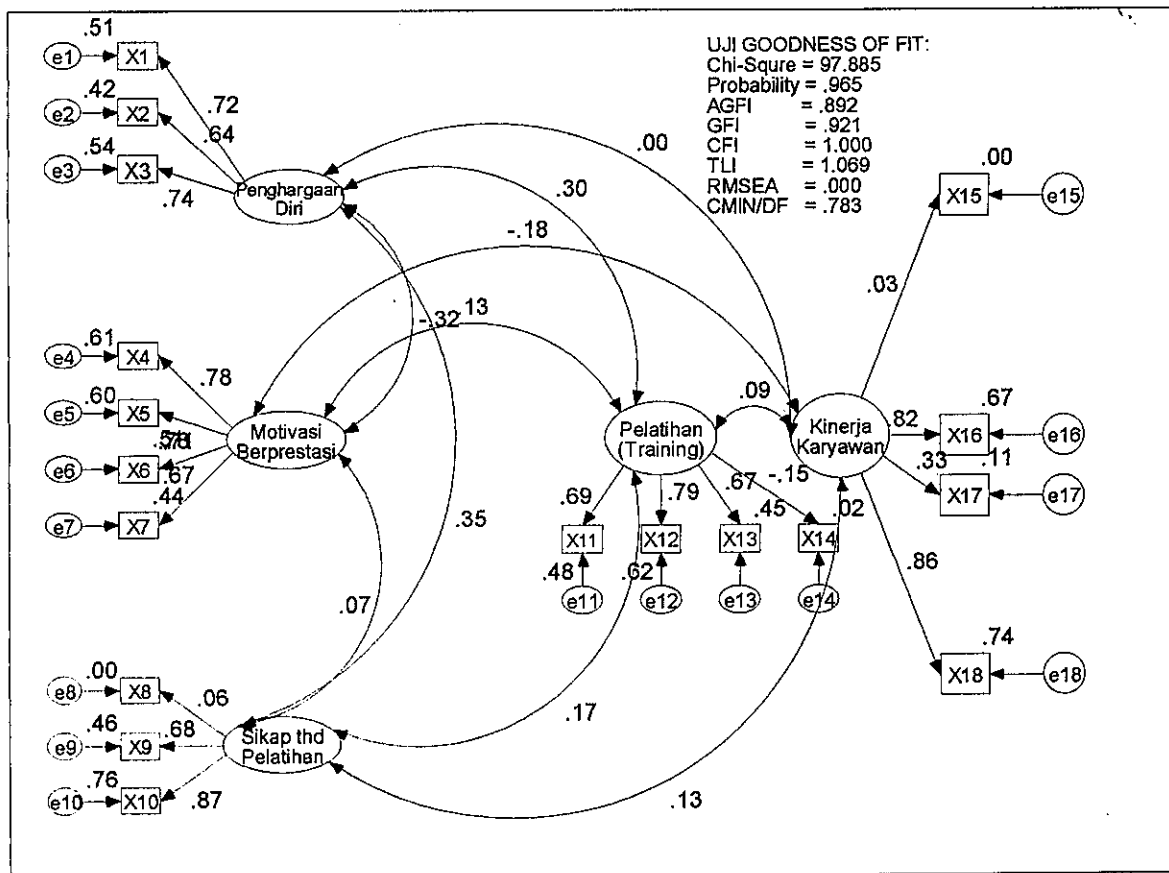 UJI GOODNESS OF FIT:
Chi-Squre = 97.885
Probability = .965
AGFI = .892
GFI = .921
CFI = 1.000
TLI = 1.069
RMSEA = .000
CMIN/DF = .783
.51
e1 X1
.72
.42
e2 X2
.64
.54
e3 X3
.74
Penghargaan
Diri
.00
.30
-.18
-.32
.13
.61
e4 X4
.78
.60
e5 X5
e6 X6
.67
.44
e7 X7
Motivasi
Berprestasi
.35
.07
.00
e8 X8
.06
.46
e9 X9
.68
.76
e10 X10
.87
Sikap thd
Pelatihan
.17
.13
Pelatihan
(Training)
.09
.69
.79
.67
-.15
X11
X12
X13
X14
.48
.62
.45
.02
e11
e12
e13
e14
Kinerja
Karyawan
.00
X15 e15
.03
.67
.82
X16 e16
.11
.33
X17 e17
.86
.74
X18 e18